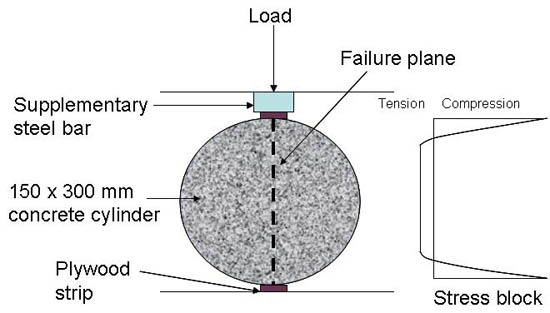 Load
Failure plane
Supplementary
steel bar
Tension
Compression
150 x 300 mm
concrete cylinder
Plywood
strip
Stress block